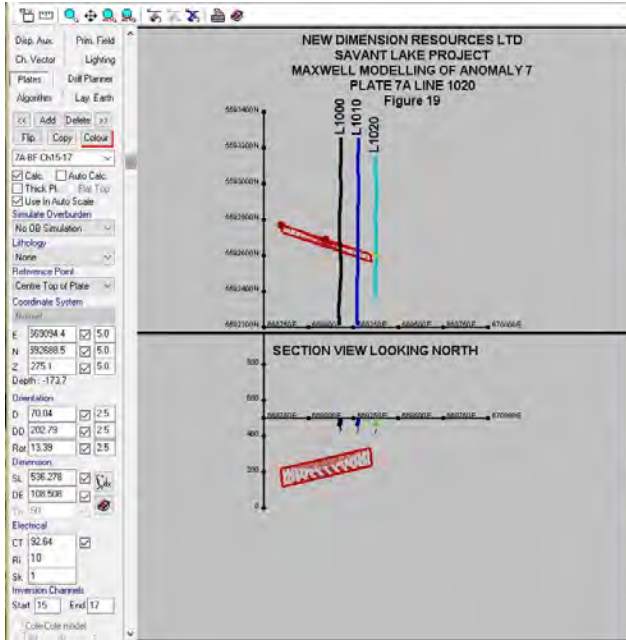 Disp. Aux. Prim. Field
Ch. Vector Lighting
Plates Drill Planner
Algorithm Lay. Earth
<< Add Delete >>
Flip Copy Colour
7A-BF Ch15-17
Calc. Auto Calc.
Thick Pl. Flat Top
Use In Auto Scale
Simulate Overburden
No OB Simulation
Lithology
None
Reference Point
Centre Top of Plate
Coordinate System
Normal
E 369094.4 5.0
N 392688.5 5.0
Z 275.1 5.0
Depth: -173.7
Orientation
D 70.04 2.5
DD 202.79 2.5
Rot 13.39 2.5
Dimension
SL 536.278
DE 108.508
50
Electrical
CT 92.64
Ri 10
Sk 1
Inversion Channels
Start 15 End 17
Cole-Cole model
NEW DIMENSION RESOURCES LTD
SAVANT LAKE PROJECT
MAXWELL MODELLING OF ANOMALY 7
PLATE 7A LINE 1020
Figure 19
L1000
L1010
L1020
SECTION VIEW LOOKING NORTH
400
200
0